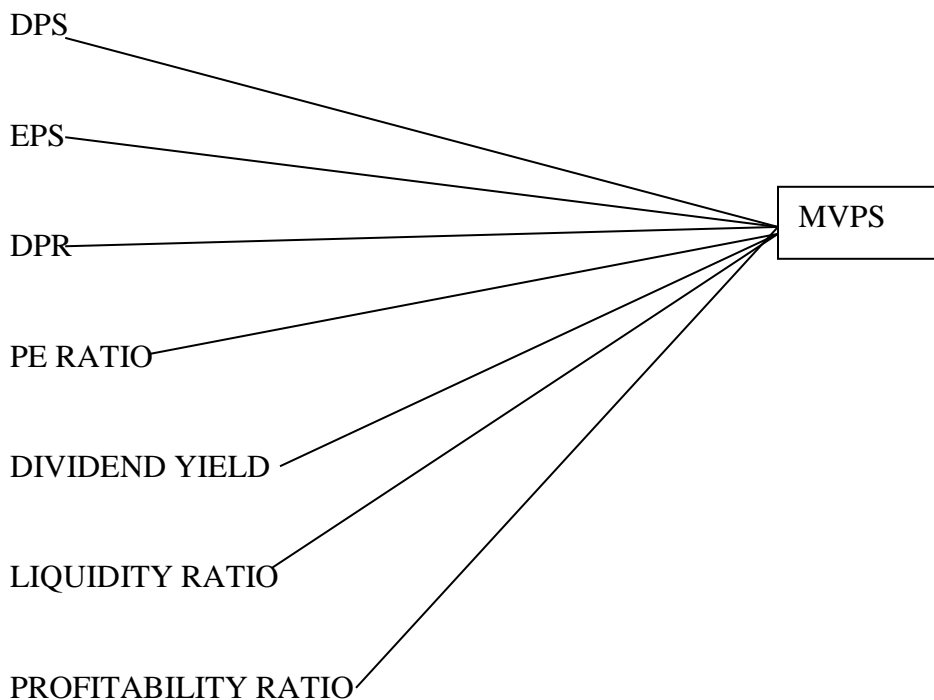 DPS
EPS
MVPS
DPR
PE RATIO
DIVIDEND YIELD
LIQUIDITY RATIO
PROFITABILITY RATIO